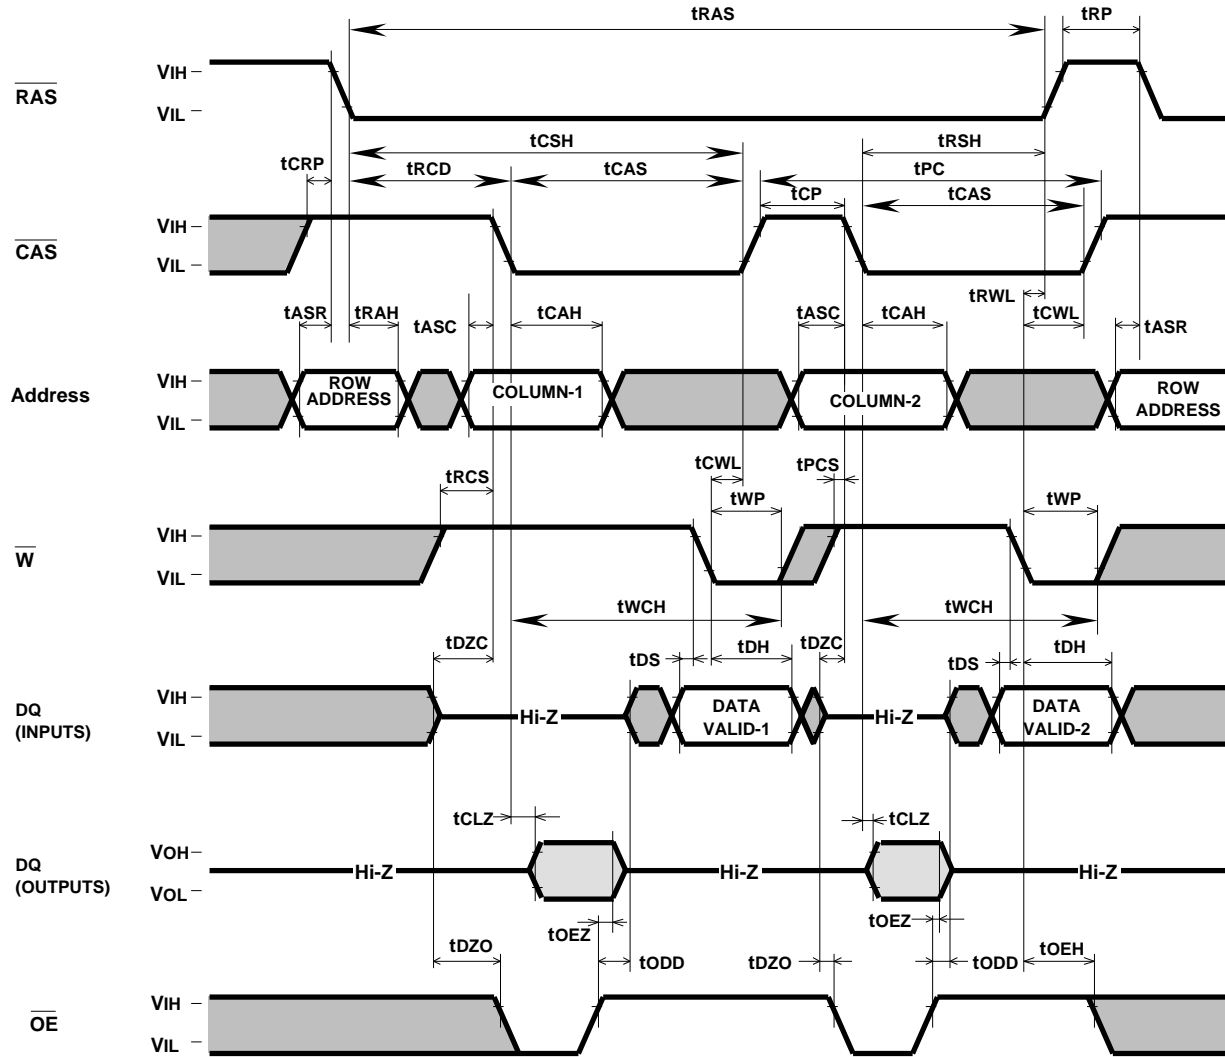 tRAS
tRP
VIH
RAS
VIL
tCSH
tRSH
tCRP
tRCD
tCAS
tPC
tCP
tCAS
VIH
CAS
VIL
tRWL
tASR
tRAH
tASC
tCAH
tASC
tCAH
tCWL
tASR
Address
VIH
VIL
ROW
ADDRESS
COLUMN-1
COLUMN-2
ROW
ADDRESS
tCWL
tPCS
tRCS
tWP
tWP
VIH
W
VIL
tWCH
tWCH
tDZC
tDS
tDH
tDZC
tDS
tDH
DQ
(INPUTS)
VIH
VIL
Hi-Z
DATA
VALID-1
Hi-Z
DATA
VALID-2
tCLZ
tCLZ
DQ
(OUTPUTS)
VOH
VOL
Hi-Z
Hi-Z
Hi-Z
tOEZ
tOEZ
tDZO
tODD
tDZO
tODD
tOEH
VIH
OE
VIL